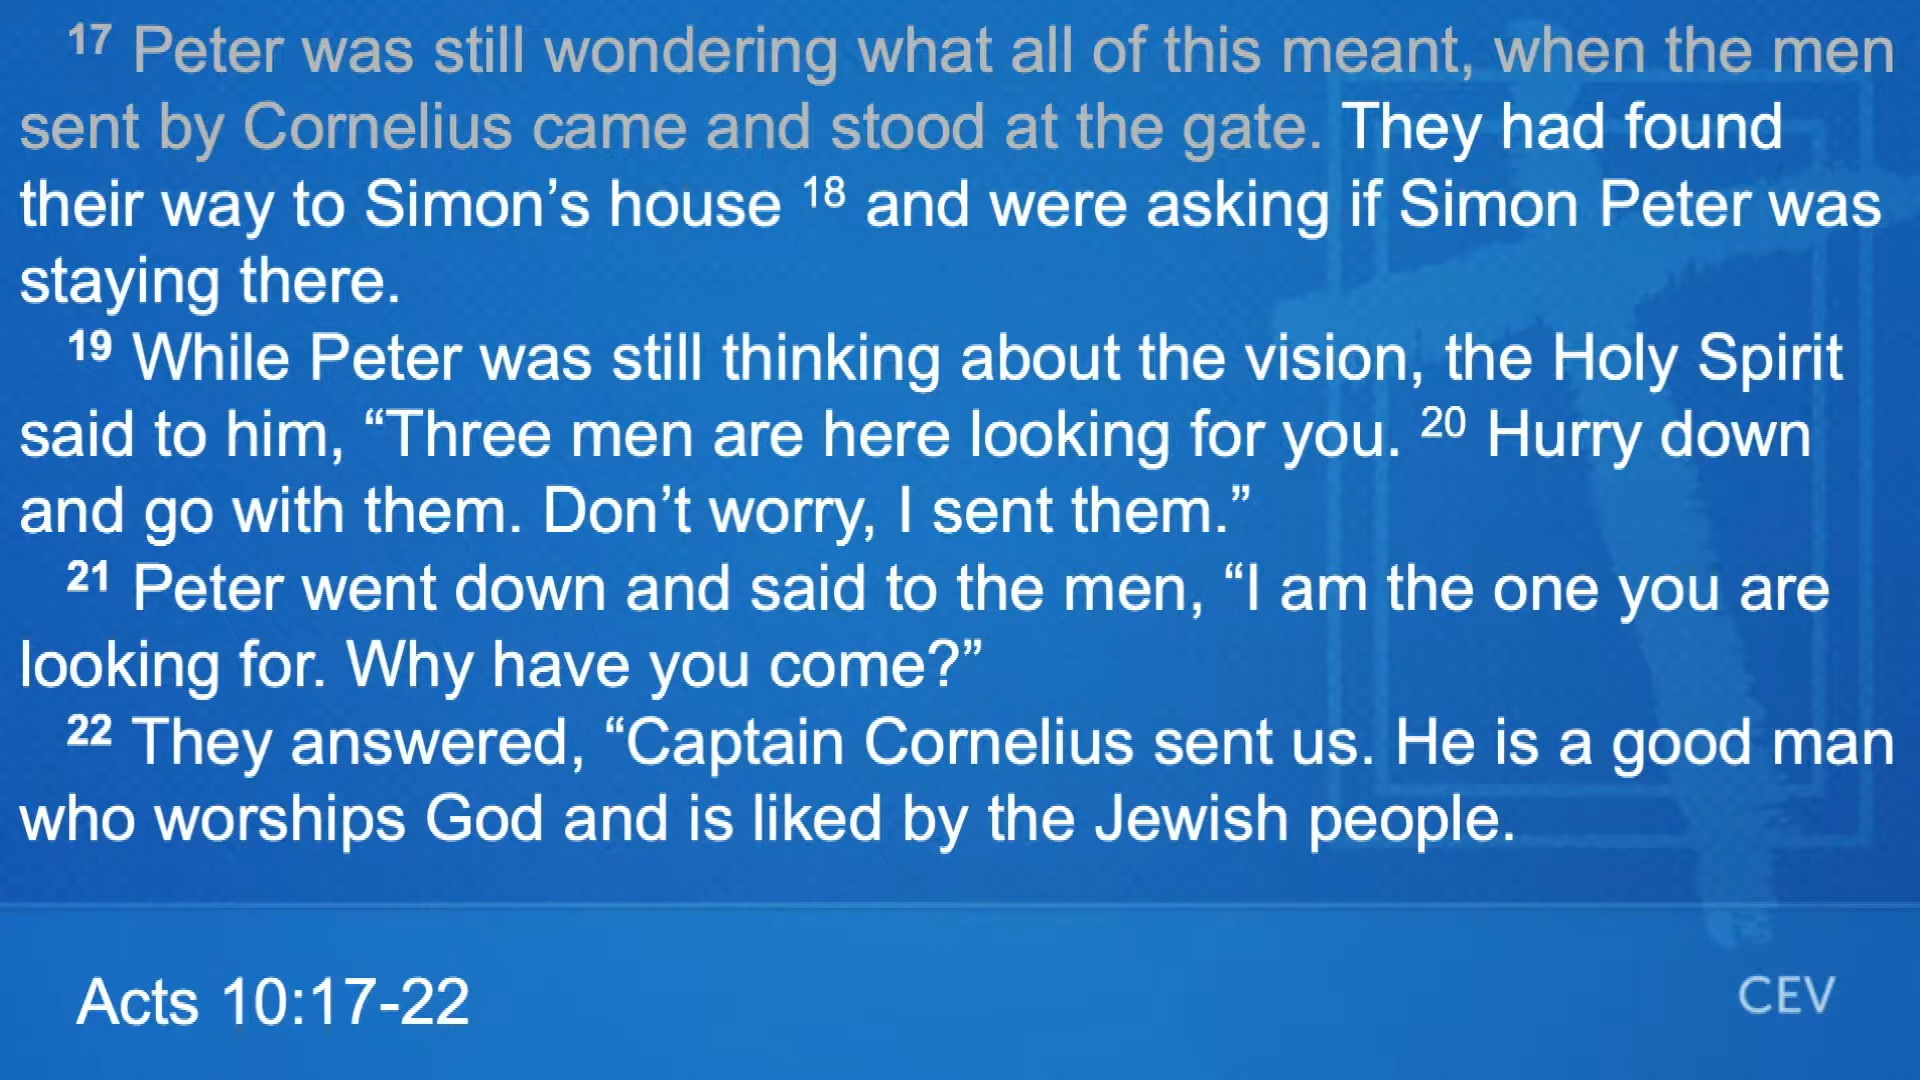 17 Peter was still wondering what all of this meant, when the men
sent by Cornelius came and stood at the gate. They had found
their way to Simon’s house 18 and were asking if Simon Peter was
staying there.
19 While Peter was still thinking about the vision, the Holy Spirit
said to him, “Three men are here looking for you. 20 Hurry down
and go with them. Don’t worry, I sent them.”
21 Peter went down and said to the men, “I am the one you are
looking for. Why have you come?”
22 They answered, “Captain Cornelius sent us. He is a good man
who worships God and is liked by the Jewish people.
Acts 10:17-22
CEV